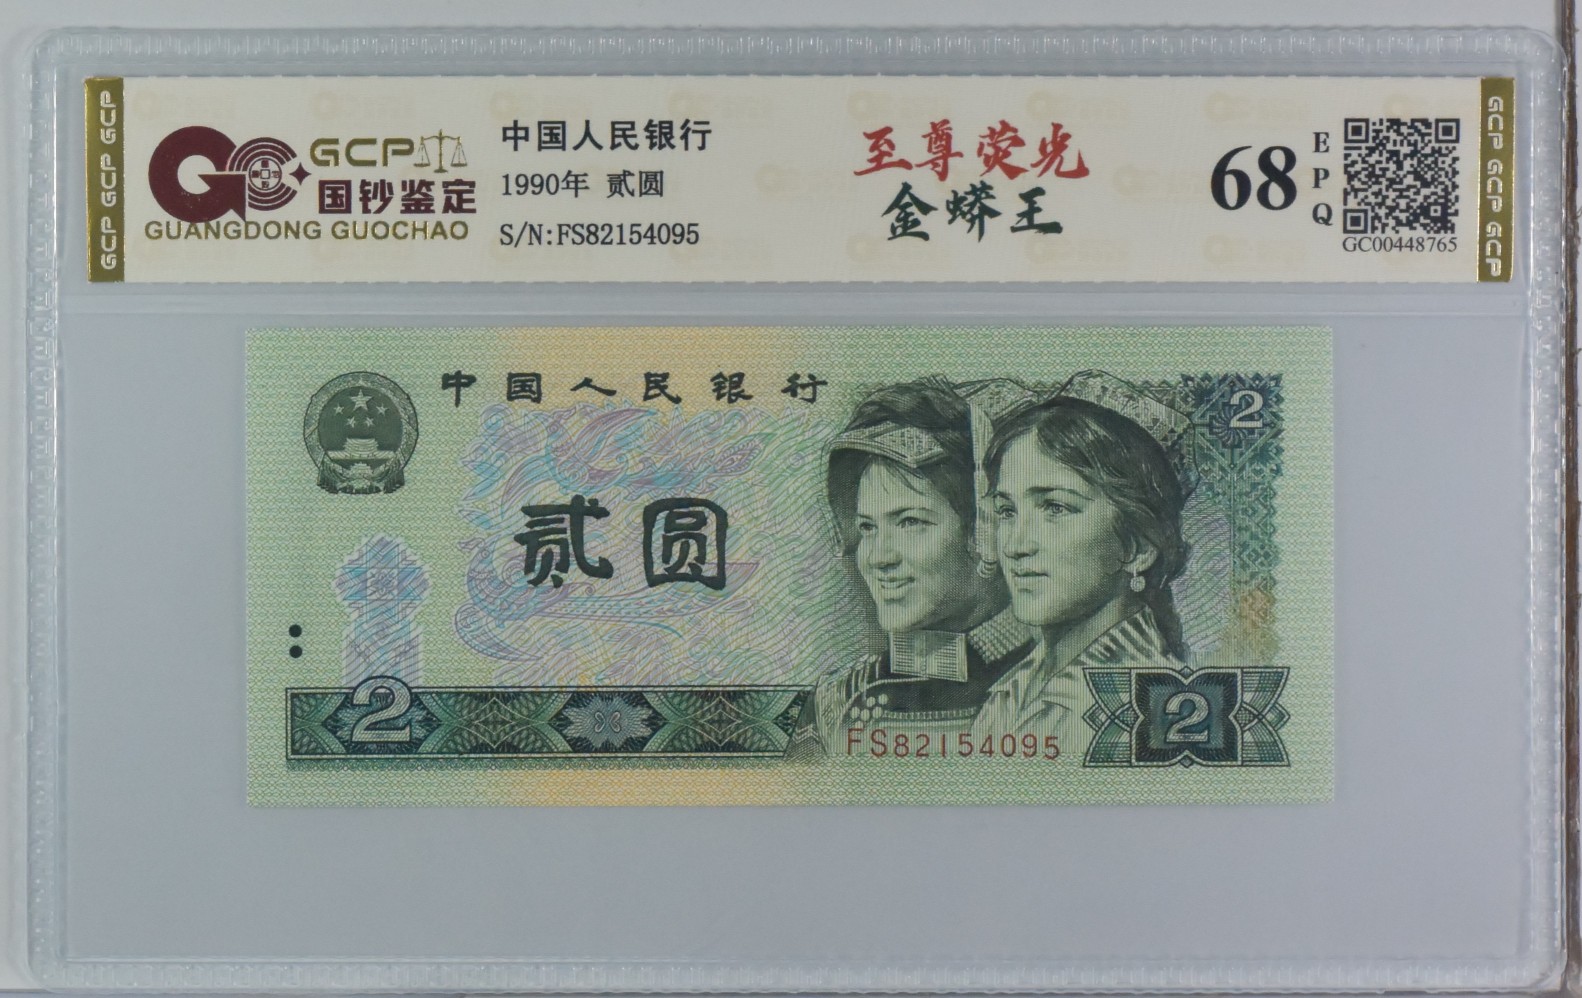 GCP GCP GCP
GCP
国钞鉴定
GUANGDONG GUOCHAO
中国人民银行
1990年 贰圆
S/N:FS82154095
至尊荧光
金蟒王
68
EPQ
GC00448765
GCP GCP GCP
中国人民银行
2
贰圆
2
FS82154095
2